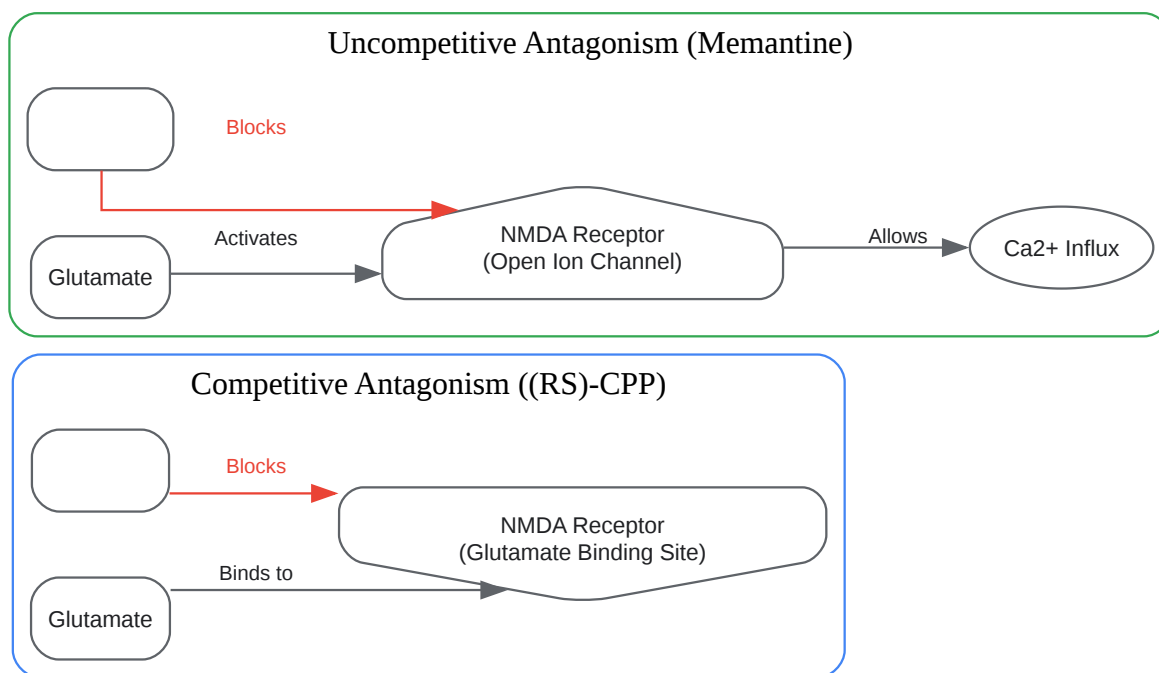 Uncompetitive Antagonism (Memantine)
Blocks
Activates
Glutamate
NMDA Receptor
(Open Ion Channel)
Allows
Ca2+ Influx
Competitive Antagonism ((RS)-CPP)
Blocks
NMDA Receptor
(Glutamate Binding Site)
Binds to
Glutamate